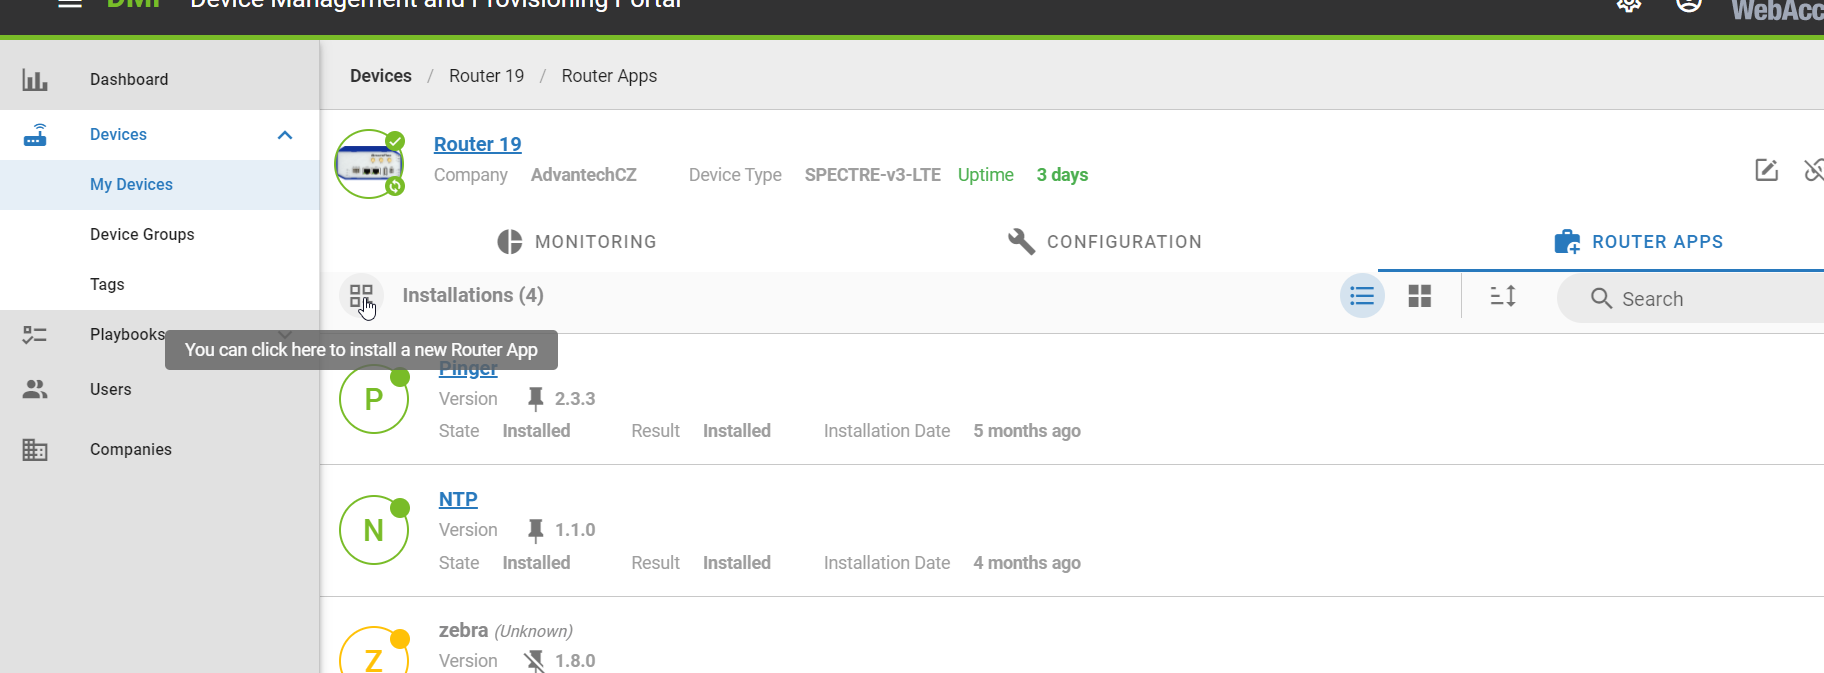 Device Management and Provisioning Portal
WebAcc
Dashboard
Devices
My Devices
Device Groups
Tags
Playbooks
Users
Companies
Devices / Router 19 / Router Apps
Router 19
Company AdvantechCZ Device Type SPECTRE-v3-LTE Uptime 3 days
MONITORING CONFIGURATION ROUTER APPS
Installations (4) Search
You can click here to install a new Router App
Pinger
P
Version 2.3.3
State Installed Result Installed Installation Date 5 months ago
NTP
N
Version 1.1.0
State Installed Result Installed Installation Date 4 months ago
zebra (Unknown)
Z
Version 1.8.0